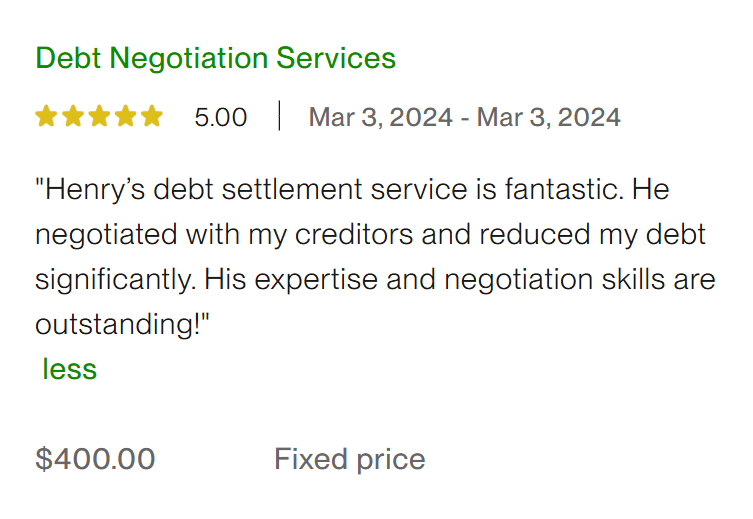 Debt Negotiation Services
5.00 | Mar 3, 2024 - Mar 3, 2024
"Henry’s debt settlement service is fantastic. He
negotiated with my creditors and reduced my debt
significantly. His expertise and negotiation skills are
outstanding!"
less
$400.00 Fixed price